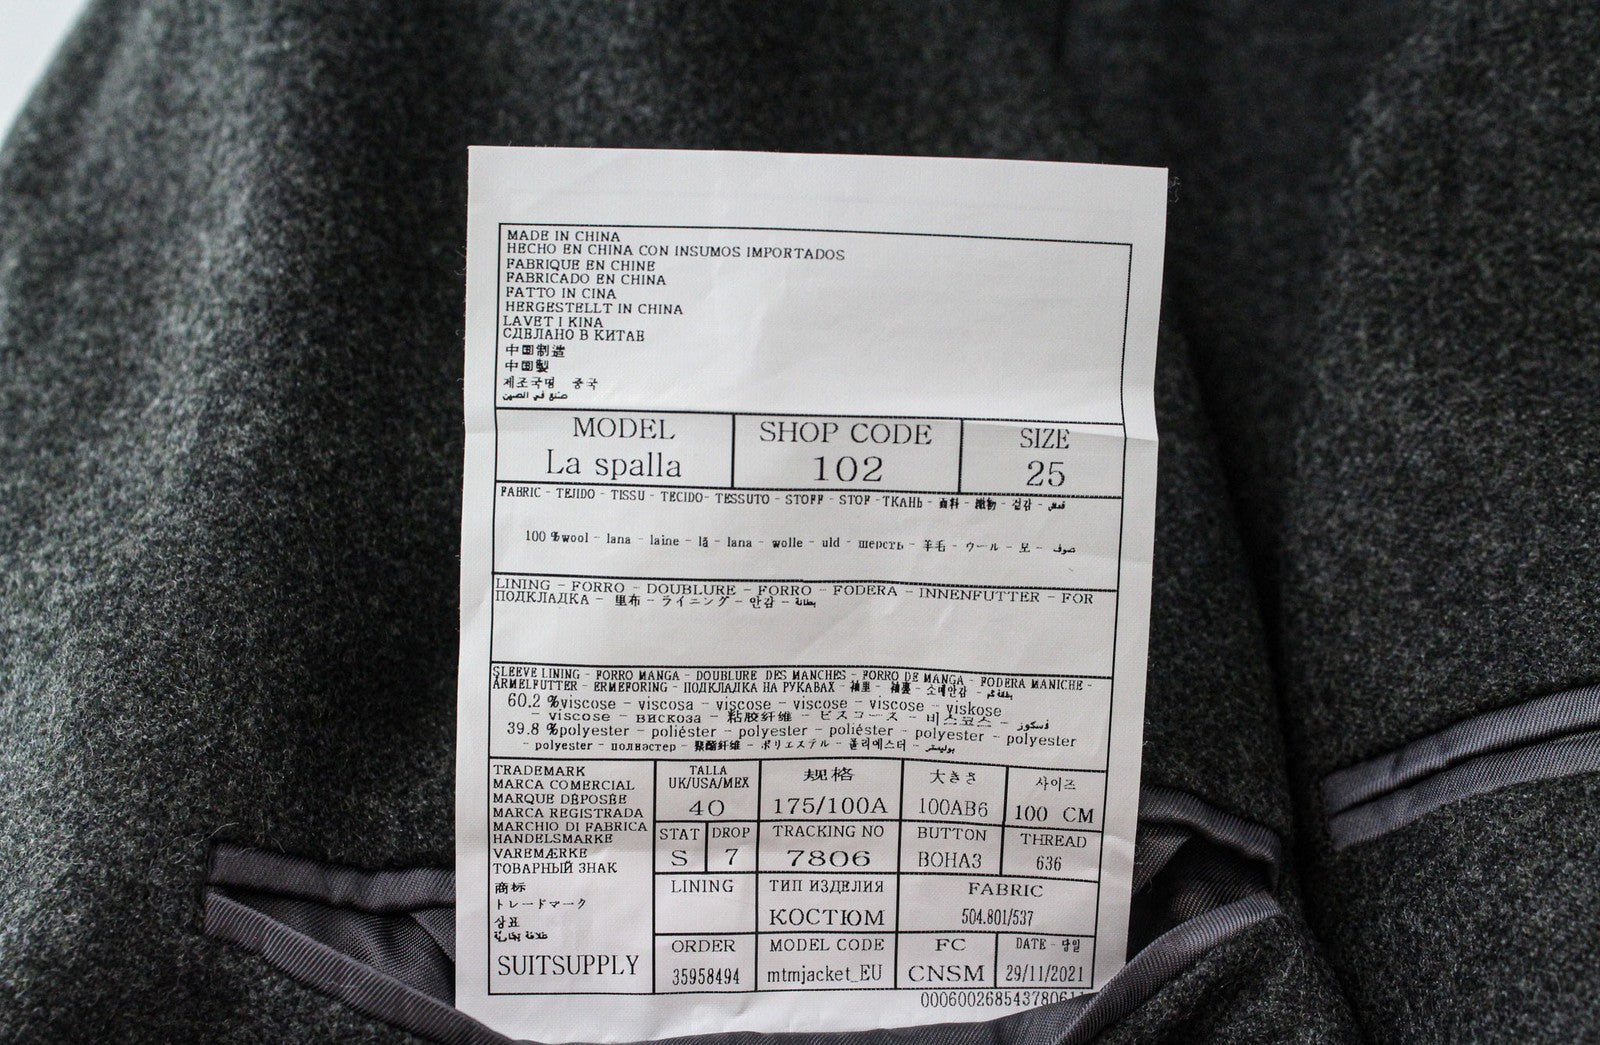 MADE IN CHINA
HECHO EN CHINA CON INSUMOS IMPORTADOS
FABRIQUE EN CHINE
FABRICADO EN CHINA
FATTO IN CINA
HERGESTELLT IN CHINA
LAVET I KINA
СДЕЛАНО В КИТАЕ
中国制造
中国製
제조국명 중국
صنع في الصين
MODEL
La spalla
SHOP CODE
102
SIZE
25
FABRIC - TEJIDO - TISSU - TECIDO- TESSUTO - STOFF - STOF -ТКАНЬ - 面料 - 織物 - 겉감 - قماش
100 %wool - lana - laine - lã - lana - wolle - uld - шерсть - 羊毛 - ウール - 모 - صوف
LINING - FORRO - DOUBLURE - FORRO - FODERA - INNENFUTTER - FOR
ПОДКЛАДКА - 里布 - ライニング - 안감 - بطانة
SLEEVE LINING - FORRO MANGA - DOUBLURE DES MANCHES - FORRO DE MANGA - FODERA MANICHE -
ÄRMELFUTTER - ERMEFORING - ПОДКЛАДКА НА РУКАВАХ - 袖里 - 袖裏 - 소매안감 - بطانة كم
60.2 %viscose - viscosa - viscose - viscose - viscose - viskose
- viscose - вискоза - 粘胶纤维 - ビスコース - 비스코스 - فسكوز
39.8 %polyester - poliéster - polyester - poliéster - polyester - polyester
- polyester - полиэстер - 聚酯纤维 - ポリエステル - 폴리에스터 - بوليستر
TRADEMARK
MARCA COMERCIAL
MARQUE DÉPOSÉE
MARCA REGISTRADA
MARCHIO DI FABRICA
HANDELSMARKE
VAREMÆRKE
ТОВАРНЫЙ ЗНАК
商标
トレードマーク
상표
علامة تجارية
SUITSUPPLY
TALLA
UK/USA/MEX
40
规格
175/100A
大きさ
100AB6
사이즈
100 CM
STAT
S
DROP
7
TRACKING NO
7806
BUTTON
BOHA3
THREAD
636
LINING
ТИП ИЗДЕЛИЯ
КОСТЮМ
FABRIC
504.801/537
ORDER
35958494
MODEL CODE
mtmjacket_EU
FC
CNSM
DATE - 날일
29/11/2021